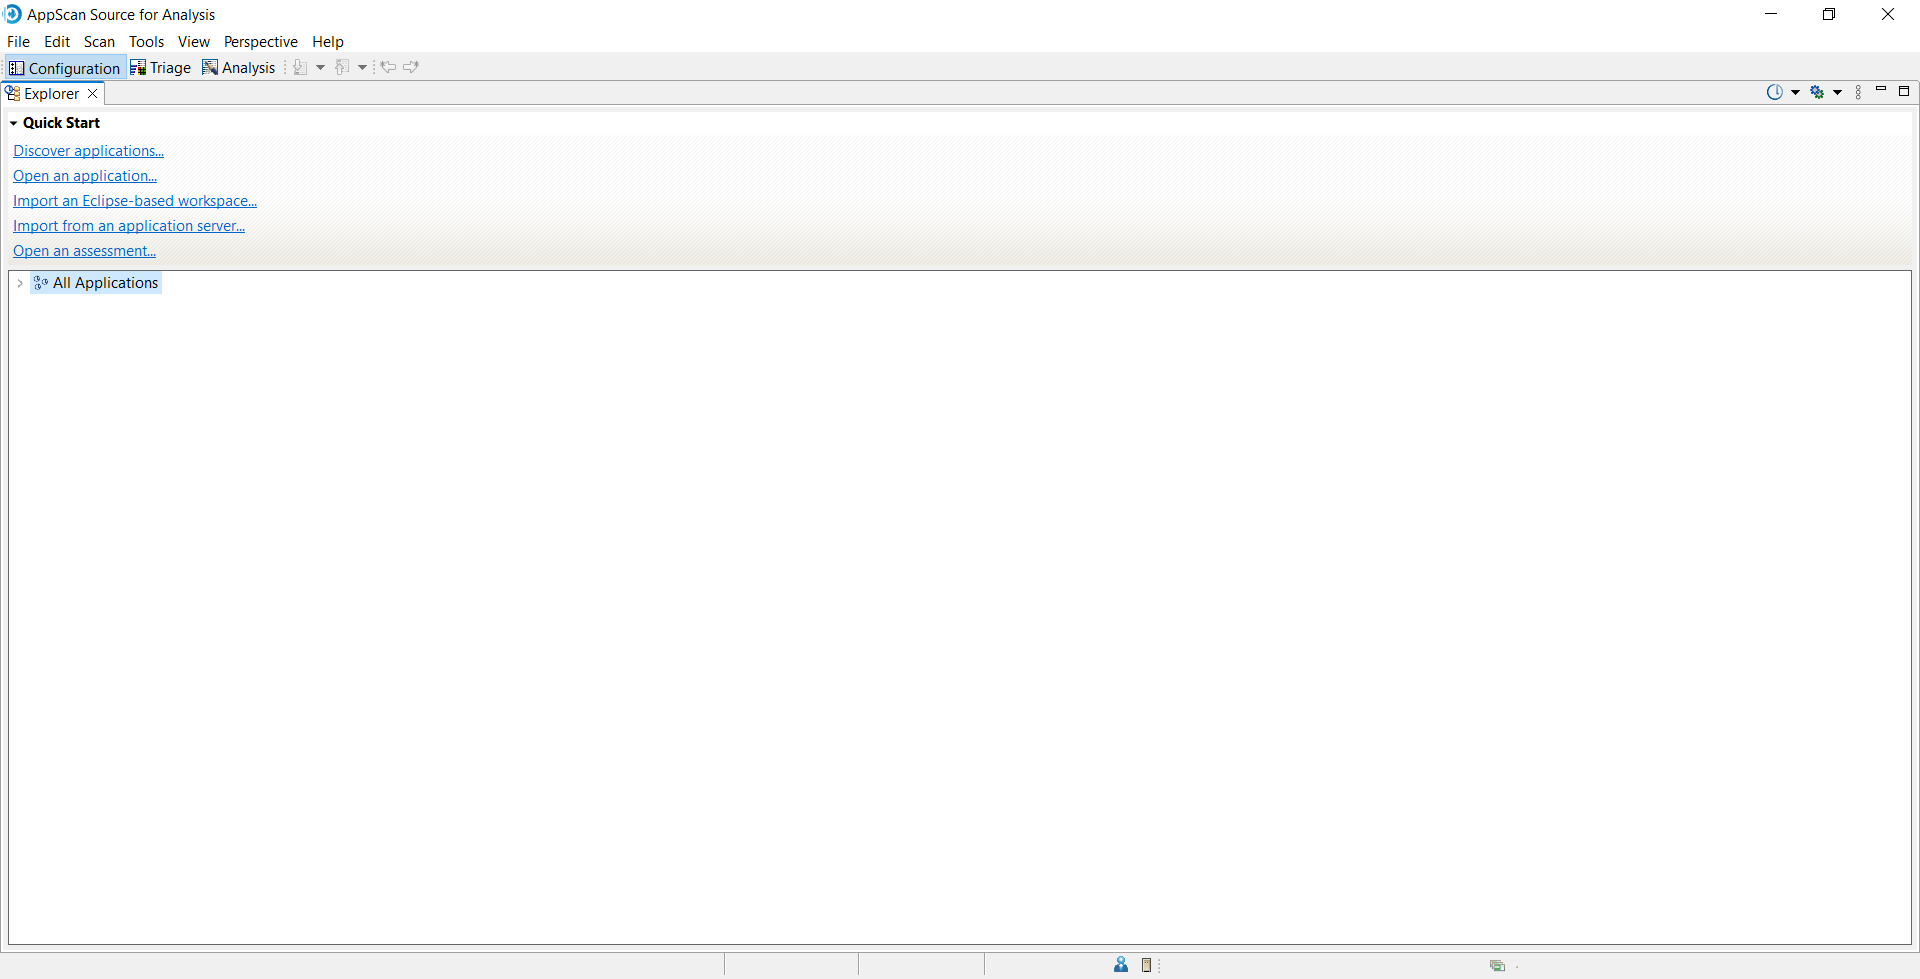 AppScan Source for Analysis
File Edit Scan Tools View Perspective Help
Configuration Triage Analysis
Explorer
Quick Start
Discover applications...
Open an application...
Import an Eclipse-based workspace...
Import from an application server...
Open an assessment...
All Applications